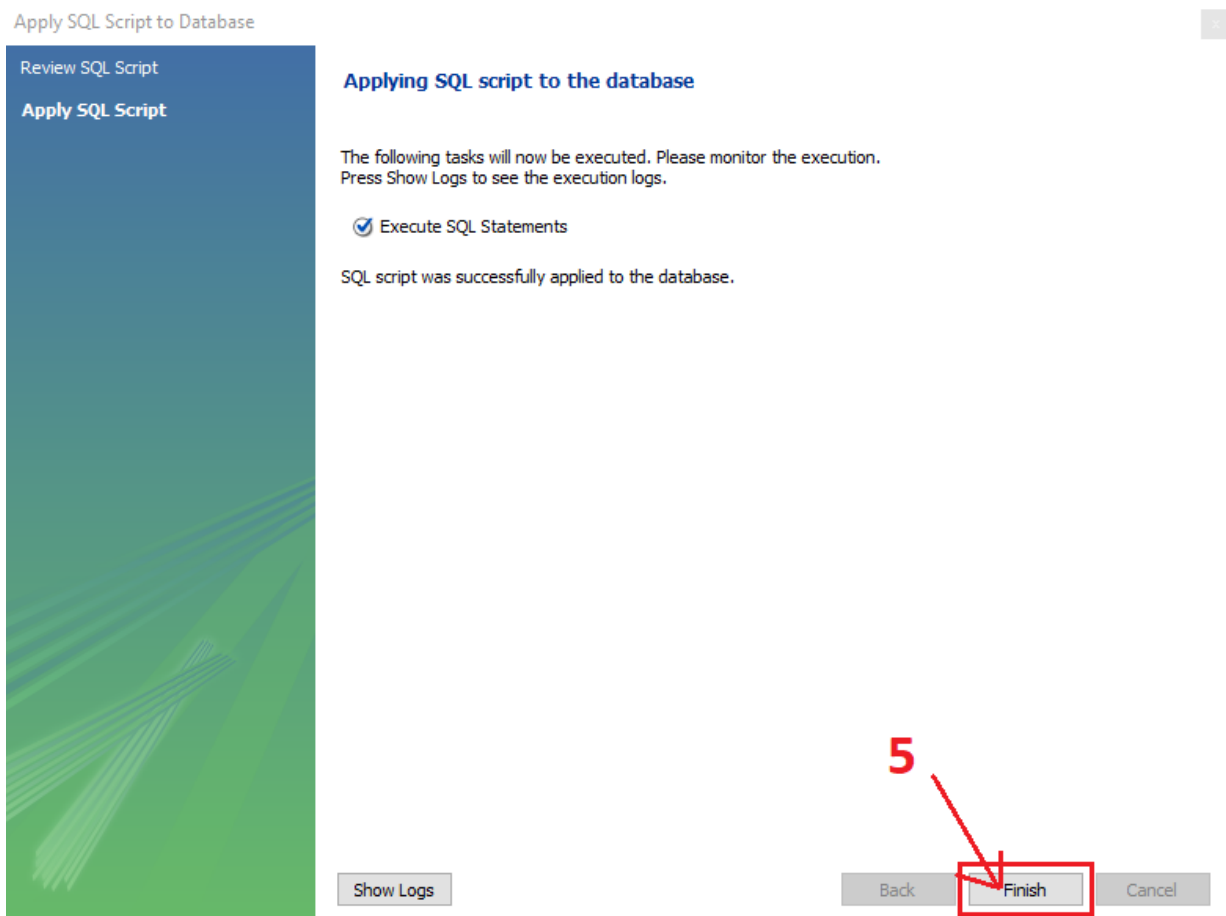 Apply SQL Script to Database
Review SQL Script
Apply SQL Script
Applying SQL script to the database
The following tasks will now be executed. Please monitor the execution.
Press Show Logs to see the execution logs.
Execute SQL Statements
SQL script was successfully applied to the database.
5
Show Logs
Back
Finish
Cancel